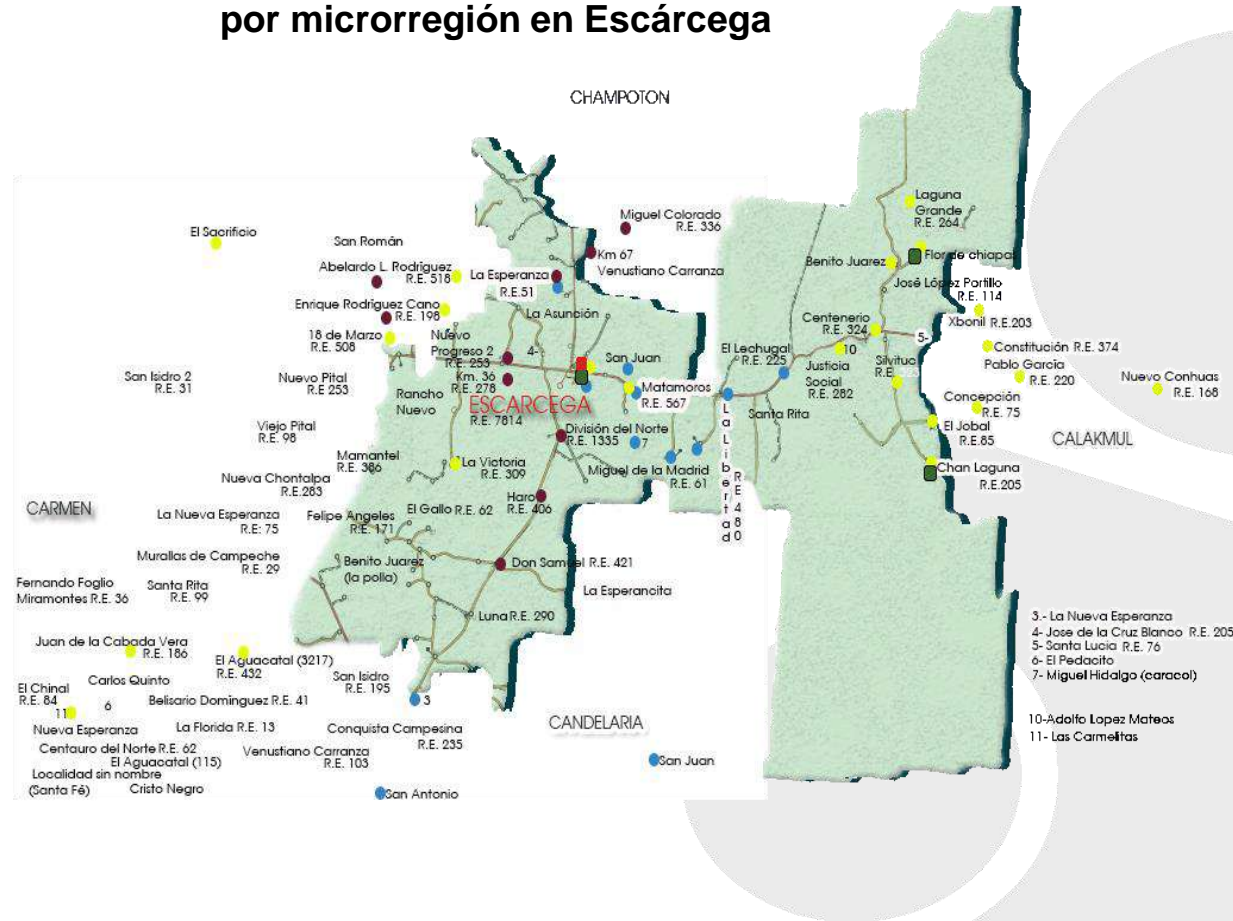 por microrregión en Escárcega
CHAMPOTON
Laguna
Grande
R.E. 264
Miguel Colorado
R.E. 336
El Sacrificio
San Román
Km 67
Venustiano Carranza
Benito Juarez
Flor de chiapas
Abelardo L. Rodriguez
R.E. 518
La Esperanza
R.E.51
José López Portillo
R.E. 114
Enrique Rodriguez Cano
R.E. 198
La Asunción
Centenerio
R.E. 324
5-
Xbonil R.E.203
18 de Marzo
R.E. 508
Nuevo
Progreso 2
R.E. 253
4-
San Juan
El Lechugal
R.E. 225
10
Justicia
Social
R.E. 282
Silvituc
R.E.
Constitución R.E. 374
Pablo García
R.E. 220
San Isidro 2
R.E. 31
Nuevo Pital
R.E 253
Km. 36
R.E. 278
Matamoros
R.E. 567
Nuevo Conhuas
R.E. 168
Rancho
Nuevo
ESCARCEGA
R.E. 7814
La Libertad
R E 4 8 0
Santa Rita
Concepción
R.E. 75
Viejo Pital
R.E. 98
División del Norte
R.E. 1335
7
El Jobal
R.E.85
CALAKMUL
Mamantel
R.E. 386
La Victoria
R.E. 309
Miguel de la Madrid
R.E. 61
Chan Laguna
R.E.205
Nueva Chontalpa
R.E.283
Haro
R.E. 406
CARMEN
La Nueva Esperanza
R.E: 75
Felipe Angeles
R.E. 171
El Gallo R.E. 62
Murallas de Campeche
R.E. 29
Benito Juarez
(la polla)
Don Samuel R.E. 421
Fernando Foglio
Miramontes R.E. 36
Santa Rita
R.E. 99
La Esperancita
Luna R.E. 290
3.- La Nueva Esperanza
4- Jose de la Cruz Blanco R.E. 205
5- Santa Lucia R.E. 76
6- El Pedacito
7- Miguel Hidalgo (caracol)
Juan de la Cabada Vera
R.E. 186
El Aguacatal (3217)
R.E. 432
San Isidro
R.E. 195
Carlos Quinto
El Chinal
R.E. 84
11
6
Belisario Dominguez R.E. 41
3
10-Adolfo Lopez Mateos
11- Las Carmelitas
Nueva Esperanza
La Florida R.E. 13
Conquista Campesina
R.E. 235
CANDELARIA
Centauro del Norte R.E. 62
El Aguacatal (115)
Venustiano Carranza
R.E. 103
San Juan
Localidad sin nombre
(Santa Fé)
Cristo Negro
San Antonio